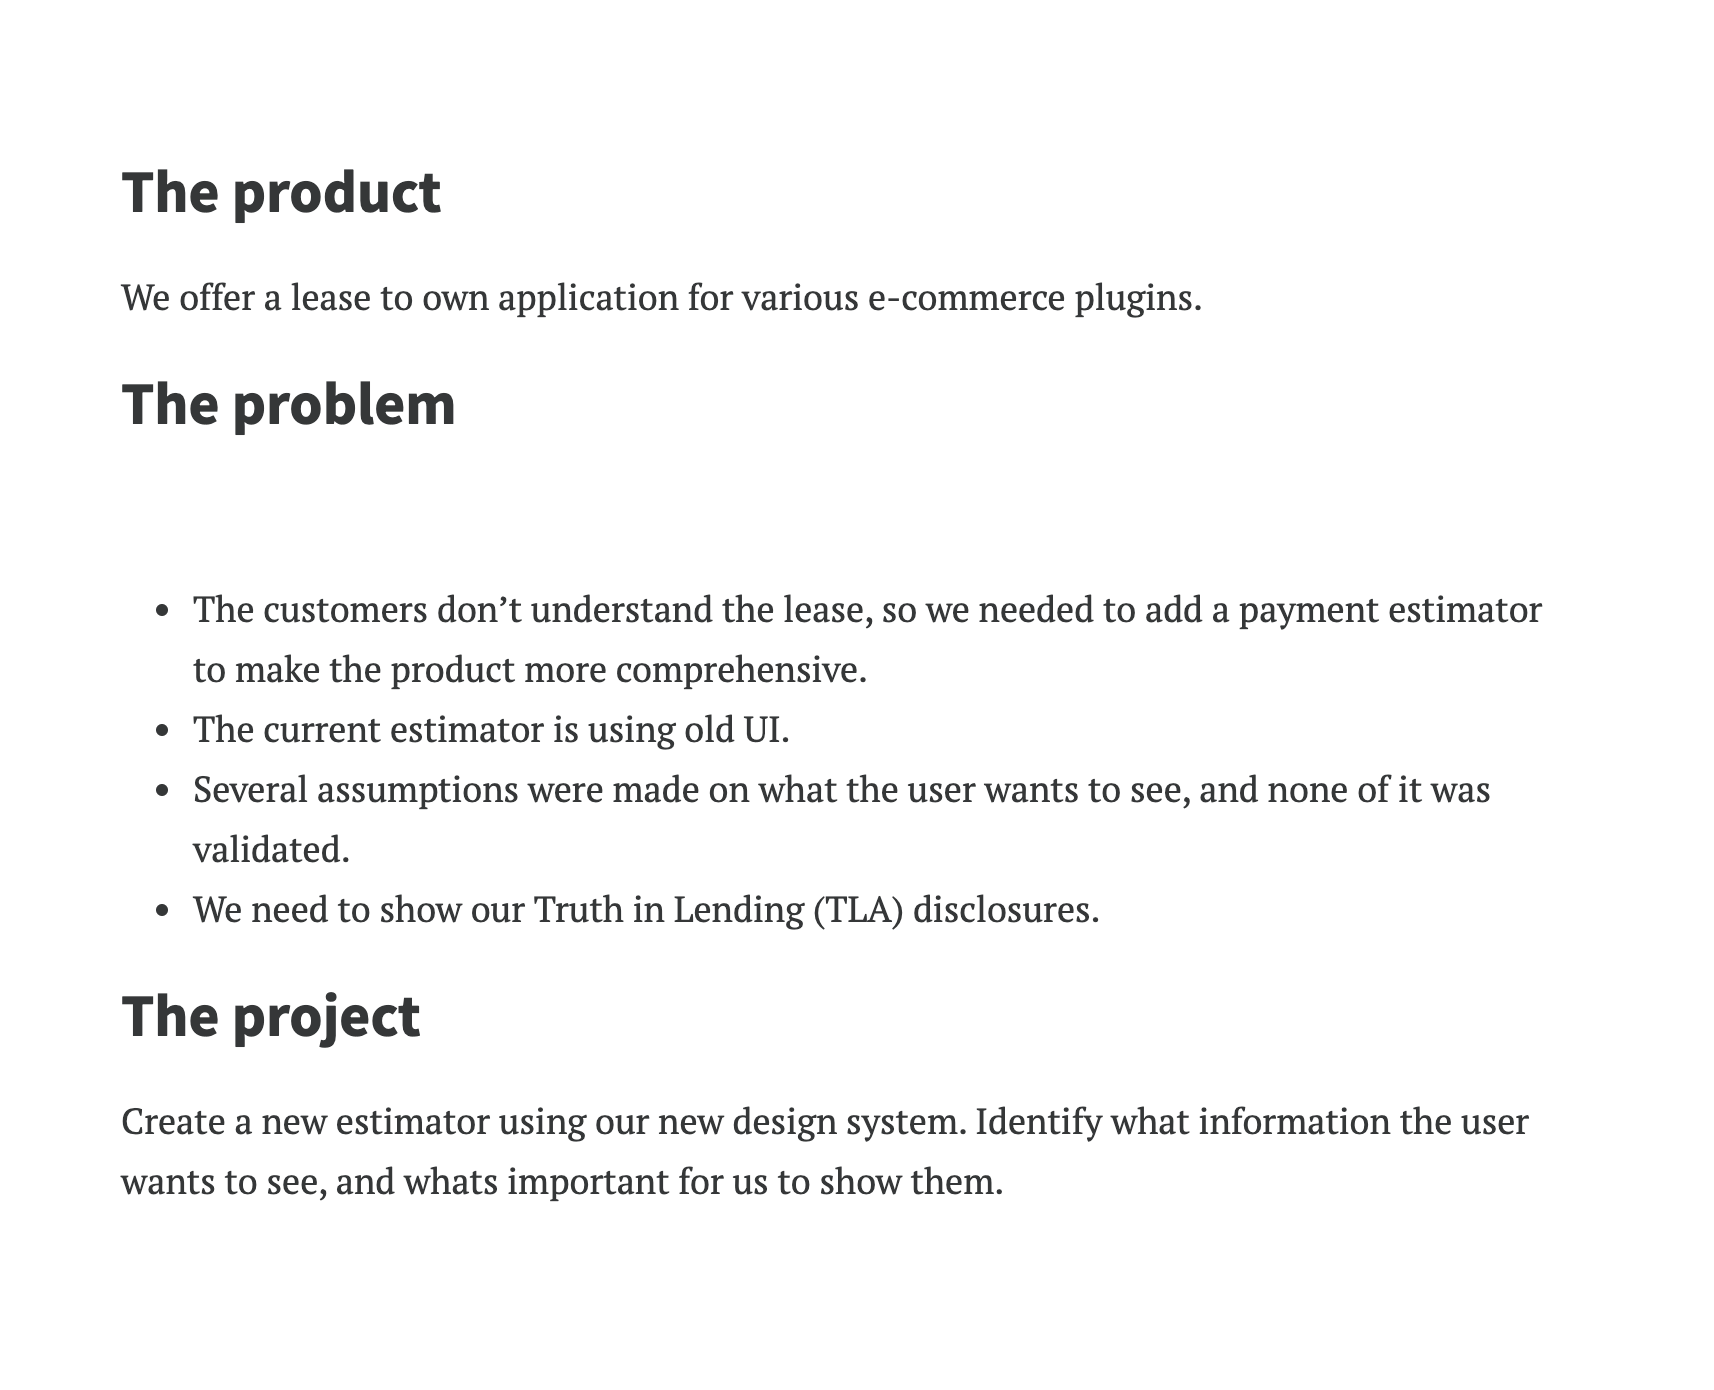 The product
We offer a lease to own application for various e-commerce plugins.
The problem
• The customers don’t understand the lease, so we needed to add a payment estimator
to make the product more comprehensive.
• The current estimator is using old UI.
• Several assumptions were made on what the user wants to see, and none of it was
validated.
• We need to show our Truth in Lending (TLA) disclosures.
The project
Create a new estimator using our new design system. Identify what information the user
wants to see, and whats important for us to show them.